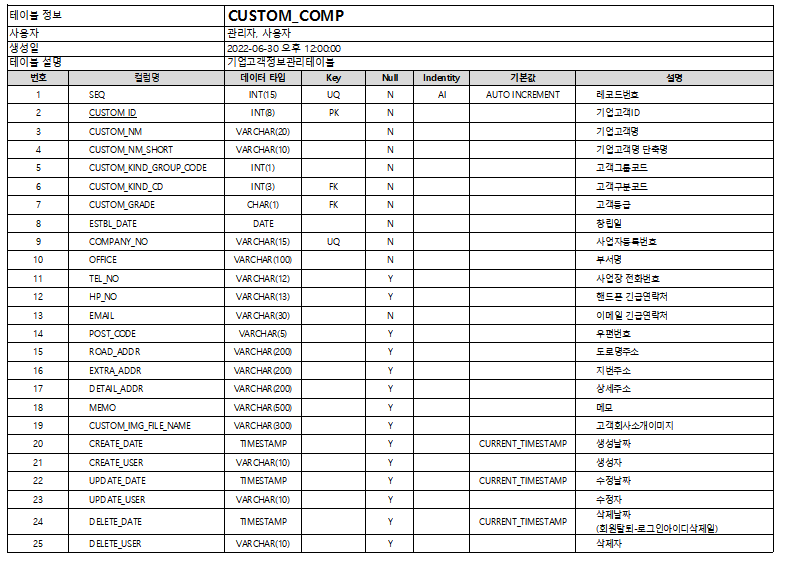 테이블 정보 CUSTOM_COMP
사용자 관리자, 사용자
생성일 2022-06-30 오후 12:00:00
테이블 설명 기업고객정보관리테이블
번호 컬럼명 데이터 타입 Key Null Indentity 기본값 설명
1 SEQ INT(15) UQ N AI AUTO INCREMENT 레코드번호
2 CUSTOM_ID INT(8) PK N 기업고객ID
3 CUSTOM_NM VARCHAR(20) N 기업고객명
4 CUSTOM_NM_SHORT VARCHAR(10) N 기업고객명 단축명
5 CUSTOM_KIND_GROUP_CODE INT(1) N 고객그룹코드
6 CUSTOM_KIND_CD INT(3) FK N 고객구분코드
7 CUSTOM_GRADE CHAR(1) FK N 고객등급
8 ESTBL_DATE DATE N 창립일
9 COMPANY_NO VARCHAR(15) UQ N 사업자등록번호
10 OFFICE VARCHAR(100) N 부서명
11 TEL_NO VARCHAR(12) Y 사업장 전화번호
12 HP_NO VARCHAR(13) Y 핸드폰 긴급연락처
13 EMAIL VARCHAR(30) N 이메일 긴급연락처
14 POST_CODE VARCHAR(5) Y 우편번호
15 ROAD_ADDR VARCHAR(200) Y 도로명주소
16 EXTRA_ADDR VARCHAR(200) Y 지번주소
17 DETAIL_ADDR VARCHAR(200) Y 상세주소
18 MEMO VARCHAR(500) Y 메모
19 CUSTOM_IMG_FILE_NAME VARCHAR(300) Y 고객회사소개이미지
20 CREATE_DATE TIMESTAMP Y CURRENT_TIMESTAMP 생성날짜
21 CREATE_USER VARCHAR(10) Y 생성자
22 UPDATE_DATE TIMESTAMP Y CURRENT_TIMESTAMP 수정날짜
23 UPDATE_USER VARCHAR(10) Y 수정자
24 DELETE_DATE TIMESTAMP Y CURRENT_TIMESTAMP 삭제날짜
(회원탈퇴-로그인아이디삭제일)
25 DELETE_USER VARCHAR(10) Y 삭제자